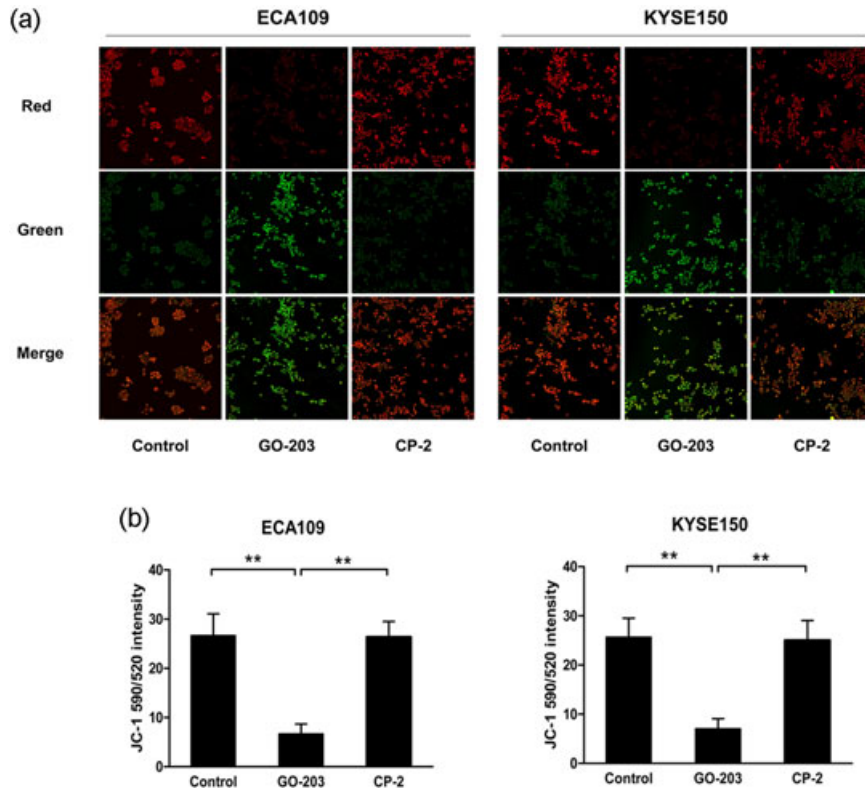 (a)
ECA109 KYSE150
Red
Green
Merge
Control GO-203 CP-2 Control GO-203 CP-2
(b)
ECA109
**
**
40
30
20
10
0
JC-1 590/520 intensity
Control GO-203 CP-2
KYSE150
**
**
40
30
20
10
0
JC-1 590/520 intensity
Control GO-203 CP-2